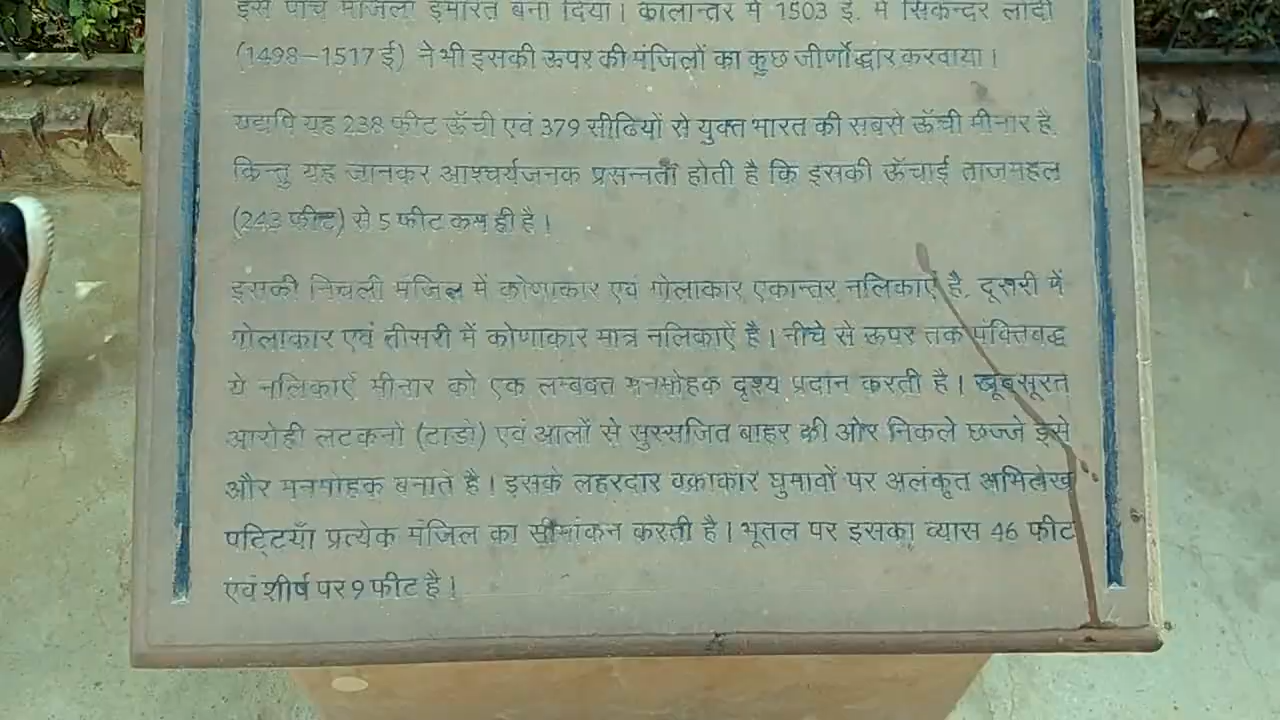 इसे पांच मंजिला इमारत बना दिया। कालान्तर में 1503 ई. में सिकन्दर लोदी
(1498–1517 ई) ने भी इसकी ऊपर की मंजिलों का कुछ जीर्णोद्धार करवाया।
यद्यपि यह 238 फीट ऊँची एवं 379 सीढियों से युक्त भारत की सबसे ऊँची मीनार है,
किन्तु यह जानकर आश्चर्यजनक प्रसन्नता होती है कि इसकी ऊँचाई ताजमहल
(243 फीट) से 5 फीट कम ही है।
इसकी निचली मंजिल में कोणाकार एवं गोलाकार एकान्तर नलिकाएँ है, दूसरी में
गोलाकार एवं तीसरी में कोणाकार मात्र नलिकाऐं है। नीचे से ऊपर तक पंक्तिवद्ध
ये नलिकाऐं मीनार को एक लम्बवत मनमोहक दृश्य प्रदान करती है। खूबसूरत
आरोही लटकनों (टाडों) एवं आलों से सुस्सजित बाहर की ओर निकले छज्जे इसे
और मनमोहक बनाते है। इसके लहरदार वक्राकार घुमावों पर अलंकृत अभिलेख
पट्टियाँ प्रत्येक मंजिल का सीमांकन करती है। भूतल पर इसका व्यास 46 फीट
एवं शीर्ष पर 9 फीट है।